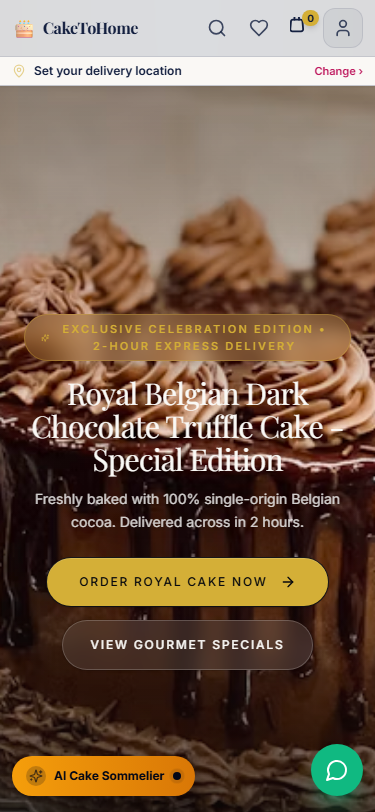 CakeToHome
0
Set your delivery location
Change ›
EXCLUSIVE CELEBRATION EDITION •
2-HOUR EXPRESS DELIVERY
Royal Belgian Dark
Chocolate Truffle Cake –
Special Edition
Freshly baked with 100% single-origin Belgian
cocoa. Delivered across in 2 hours.
ORDER ROYAL CAKE NOW →
VIEW GOURMET SPECIALS
AI Cake Sommelier